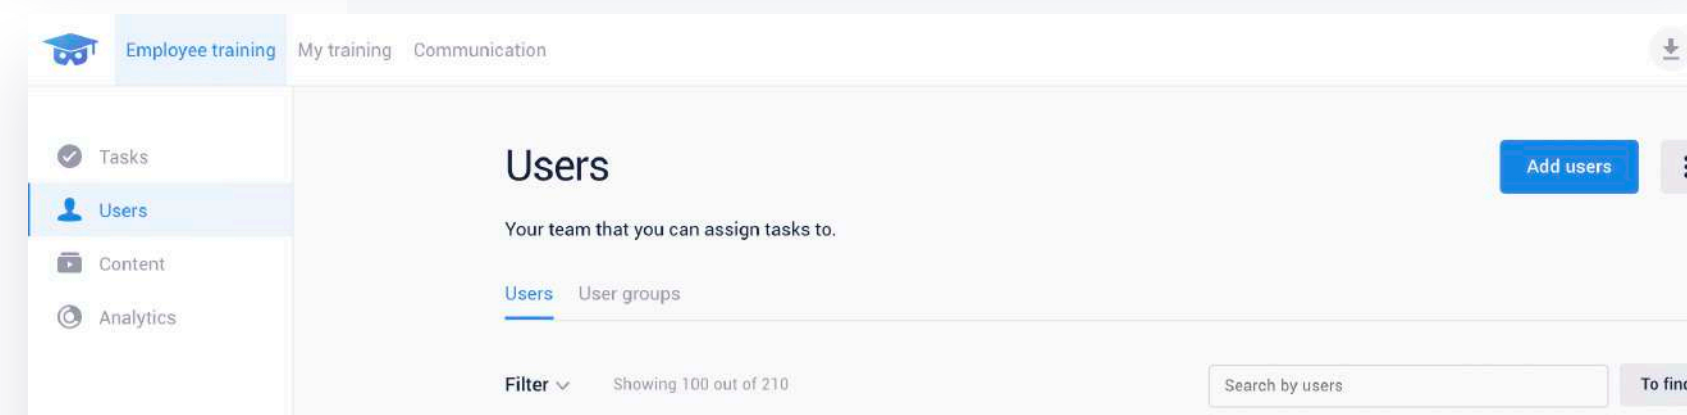 Employee training My training Communication
Tasks
Users
Content
Analytics
Users
Add users
Your team that you can assign tasks to.
Users User groups
Filter Showing 100 out of 210
Search by users
To